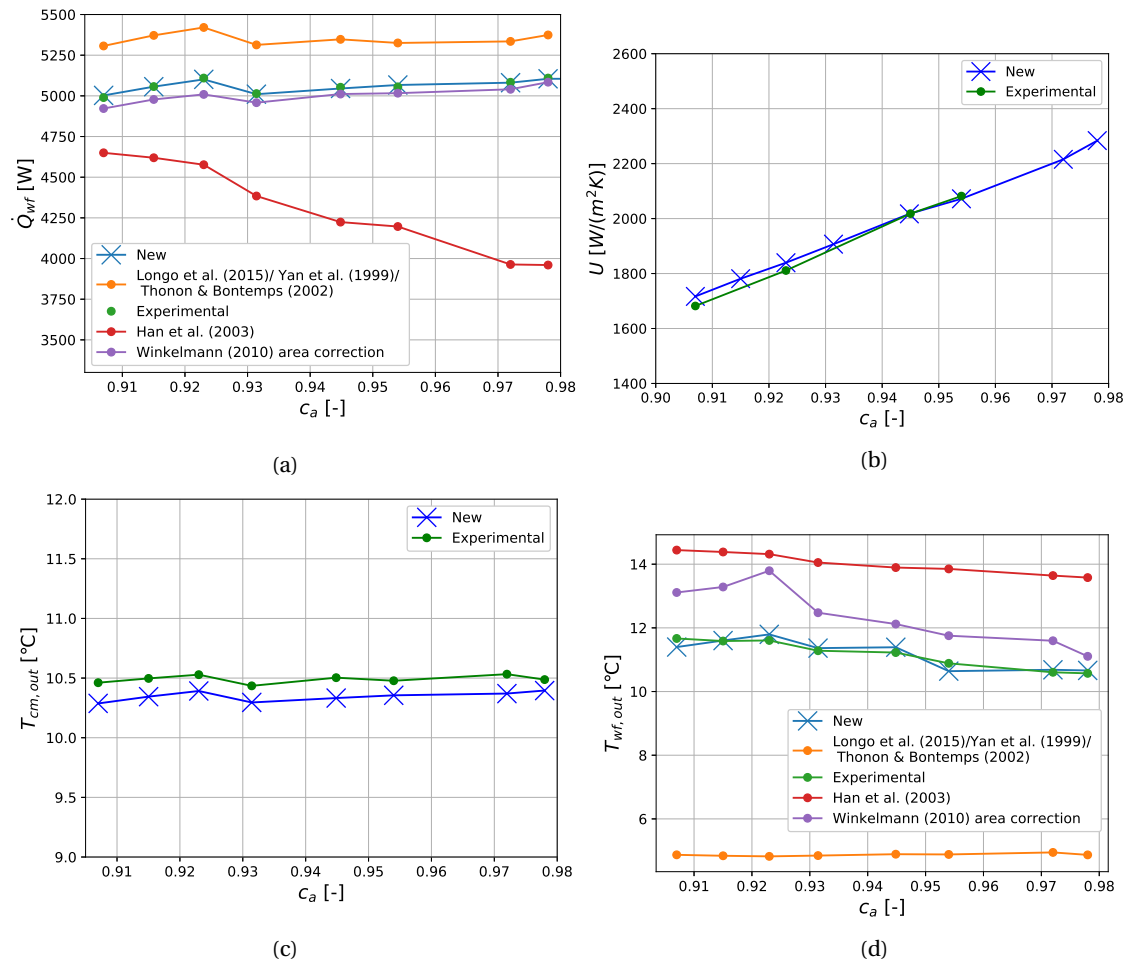 5500
5250
5000
4750
4500
4250
4000
3750
3500
Q̇wf [W]
New
Longo et al. (2015)/ Yan et al. (1999)/
Thonon & Bontemps (2002)
Experimental
Han et al. (2003)
Winkelmann (2010) area correction
0.91 0.92 0.93 0.94 0.95 0.96 0.97 0.98
ca [-]
(a)
2600
2400
2200
2000
1800
1600
1400
U [W/(m²K)]
New
Experimental
0.90 0.91 0.92 0.93 0.94 0.95 0.96 0.97 0.98
ca [-]
(b)
12.0
11.5
11.0
10.5
10.0
9.5
9.0
Tcm,out [°C]
New
Experimental
0.91 0.92 0.93 0.94 0.95 0.96 0.97 0.98
ca [-]
(c)
14
12
10
8
6
Twf,out [°C]
New
Longo et al. (2015)/Yan et al. (1999)/
Thonon & Bontemps (2002)
Experimental
Han et al. (2003)
Winkelmann (2010) area correction
0.91 0.92 0.93 0.94 0.95 0.96 0.97 0.98
ca [-]
(d)